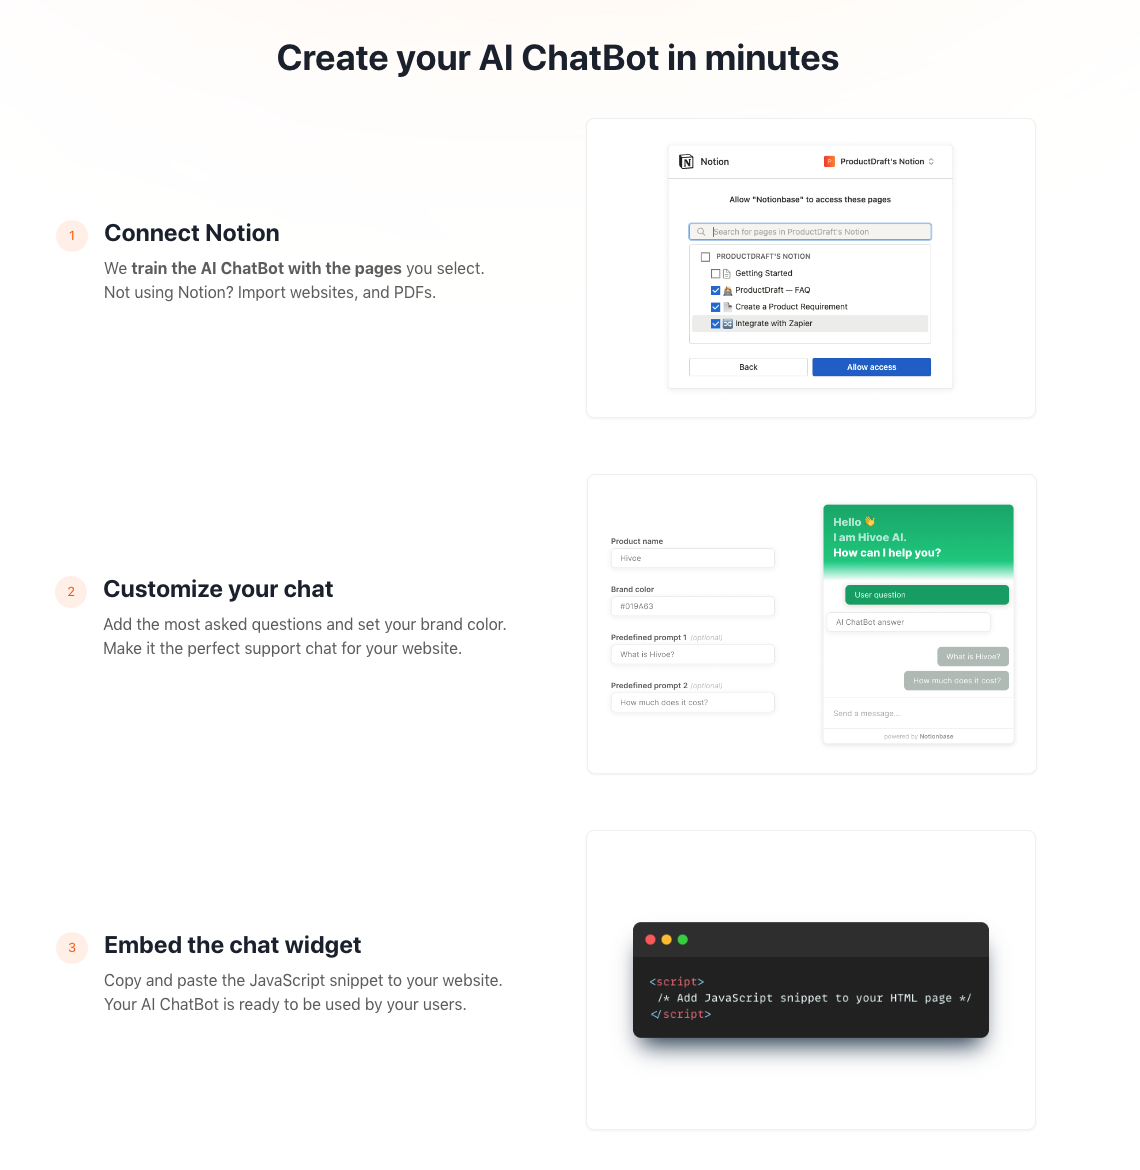 Create your AI ChatBot in minutes
1
Connect Notion
We train the AI ChatBot with the pages you select.
Not using Notion? Import websites, and PDFs.
Notion
ProductDraft's Notion
Allow "Notionbase" to access these pages
Search for pages in ProductDraft's Notion
PRODUCTDRAFT'S NOTION
Getting Started
ProductDraft — FAQ
Create a Product Requirement
Integrate with Zapier
Back
Allow access
2
Customize your chat
Add the most asked questions and set your brand color.
Make it the perfect support chat for your website.
Product name
Hivoe
Brand color
#019A63
Predefined prompt 1 (optional)
What is Hivoe?
Predefined prompt 2 (optional)
How much does it cost?
Hello 👋
I am Hivoe AI.
How can I help you?
User question
AI ChatBot answer
What is Hivoe?
How much does it cost?
Send a message...
powered by Notionbase
3
Embed the chat widget
Copy and paste the JavaScript snippet to your website.
Your AI ChatBot is ready to be used by your users.
<script>
/* Add JavaScript snippet to your HTML page */
</script>